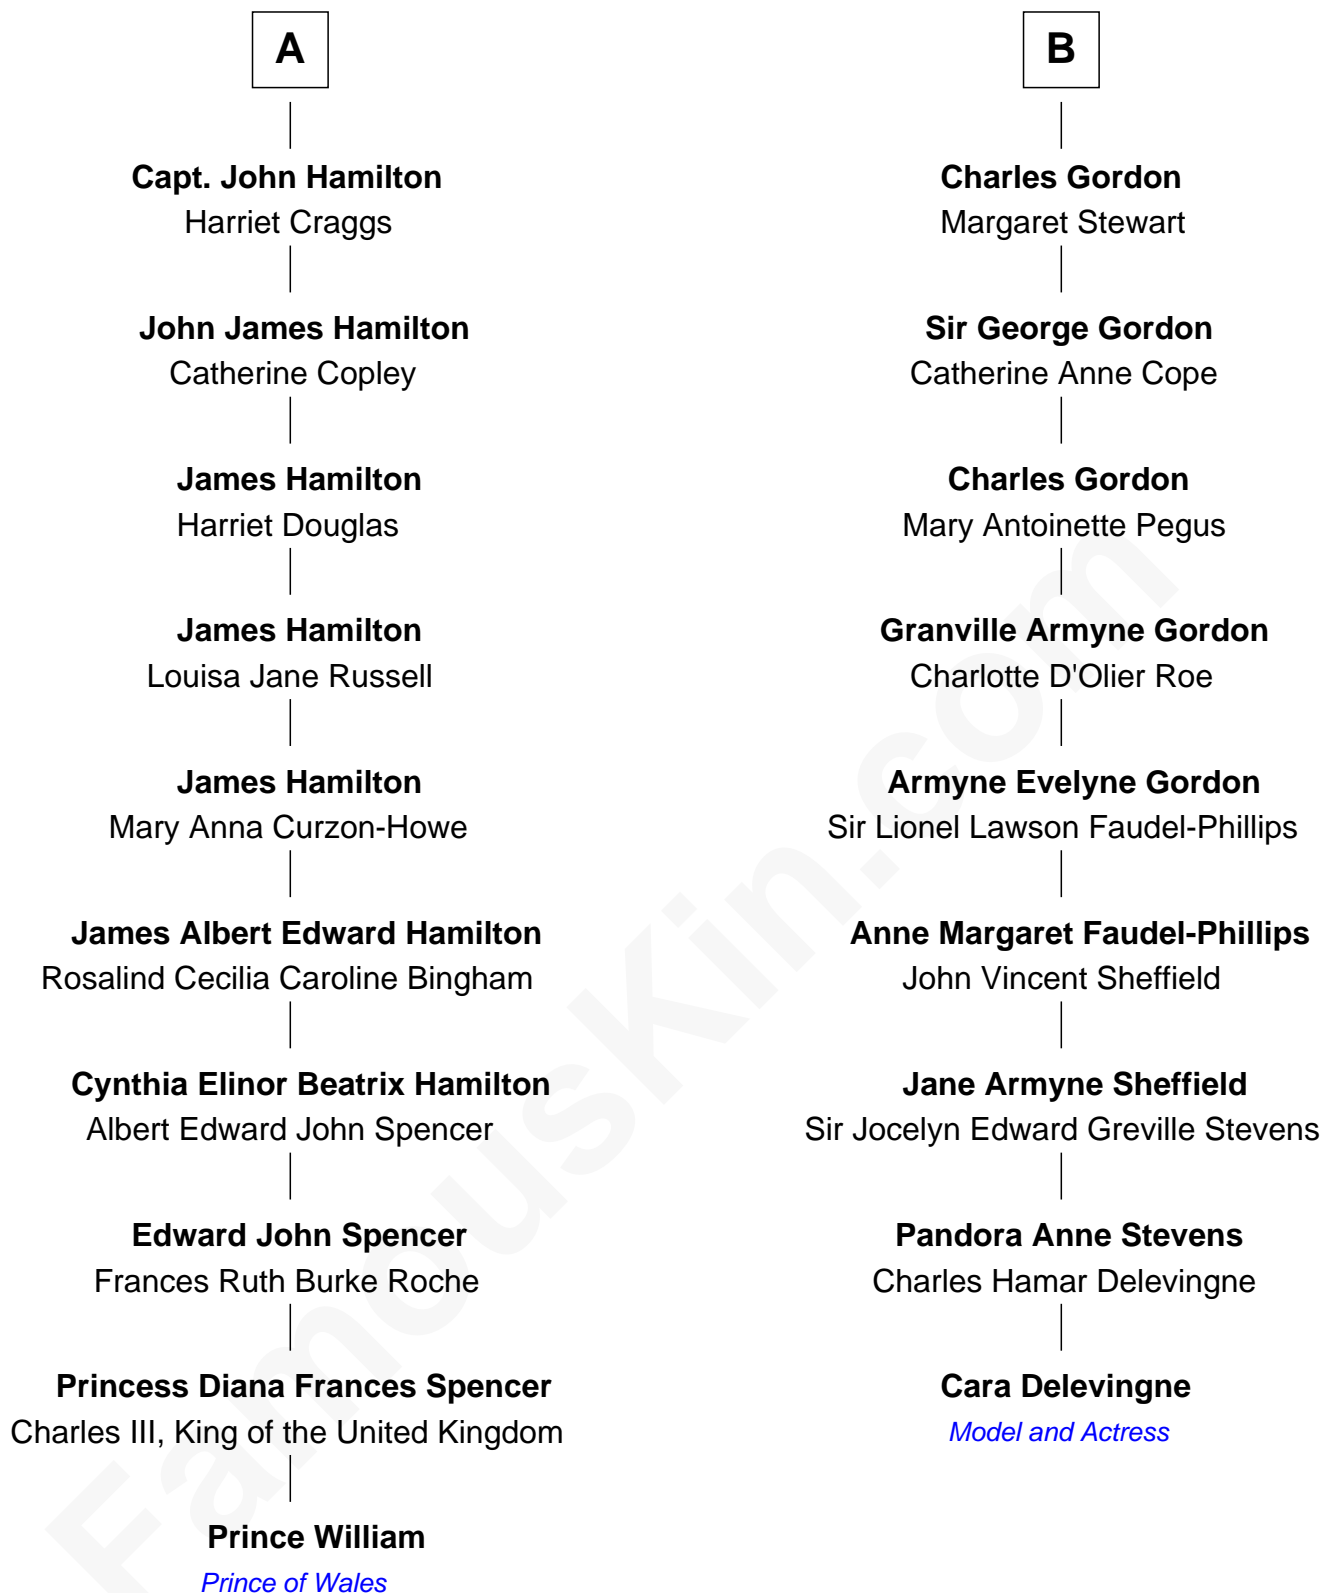 A
Capt. John Hamilton
Harriet Craggs
John James Hamilton
Catherine Copley
James Hamilton
Harriet Douglas
James Hamilton
Louisa Jane Russell
James Hamilton
Mary Anna Curzon-Howe
James Albert Edward Hamilton
Rosalind Cecilia Caroline Bingham
Cynthia Elinor Beatrix Hamilton
Albert Edward John Spencer
Edward John Spencer
Frances Ruth Burke Roche
Princess Diana Frances Spencer
Charles III, King of the United Kingdom
Prince William
Prince of Wales
B
Charles Gordon
Margaret Stewart
Sir George Gordon
Catherine Anne Cope
Charles Gordon
Mary Antoinette Pegus
Granville Armyne Gordon
Charlotte D'Olier Roe
Armyne Evelyne Gordon
Sir Lionel Lawson Faudel-Phillips
Anne Margaret Faudel-Phillips
John Vincent Sheffield
Jane Armyne Sheffield
Sir Jocelyn Edward Greville Stevens
Pandora Anne Stevens
Charles Hamar Delevingne
Cara Delevingne
Model and Actress
FamousKin.com